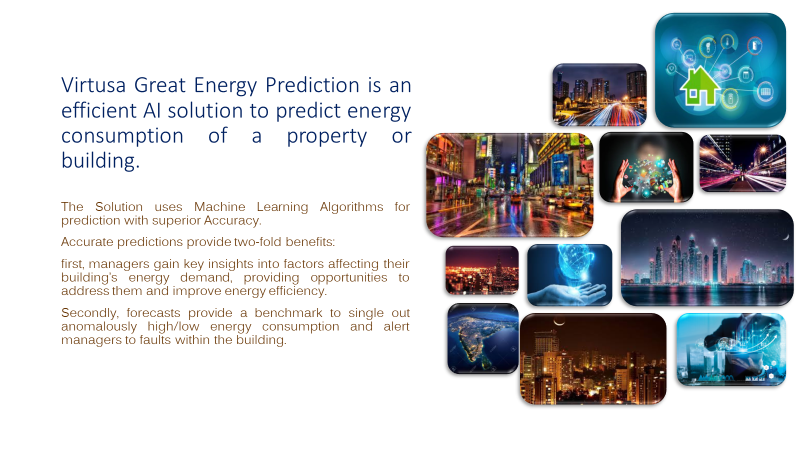 Virtusa Great Energy Prediction is an
efficient AI solution to predict energy
consumption of a property or
building.
The Solution uses Machine Learning Algorithms for
prediction with superior Accuracy.
Accurate predictions provide two-fold benefits:
first, managers gain key insights into factors affecting their
building's energy demand, providing opportunities to
address them and improve energy efficiency.
Secondly, forecasts provide a benchmark to single out
anomalously high/low energy consumption and alert
managers to faults within the building.